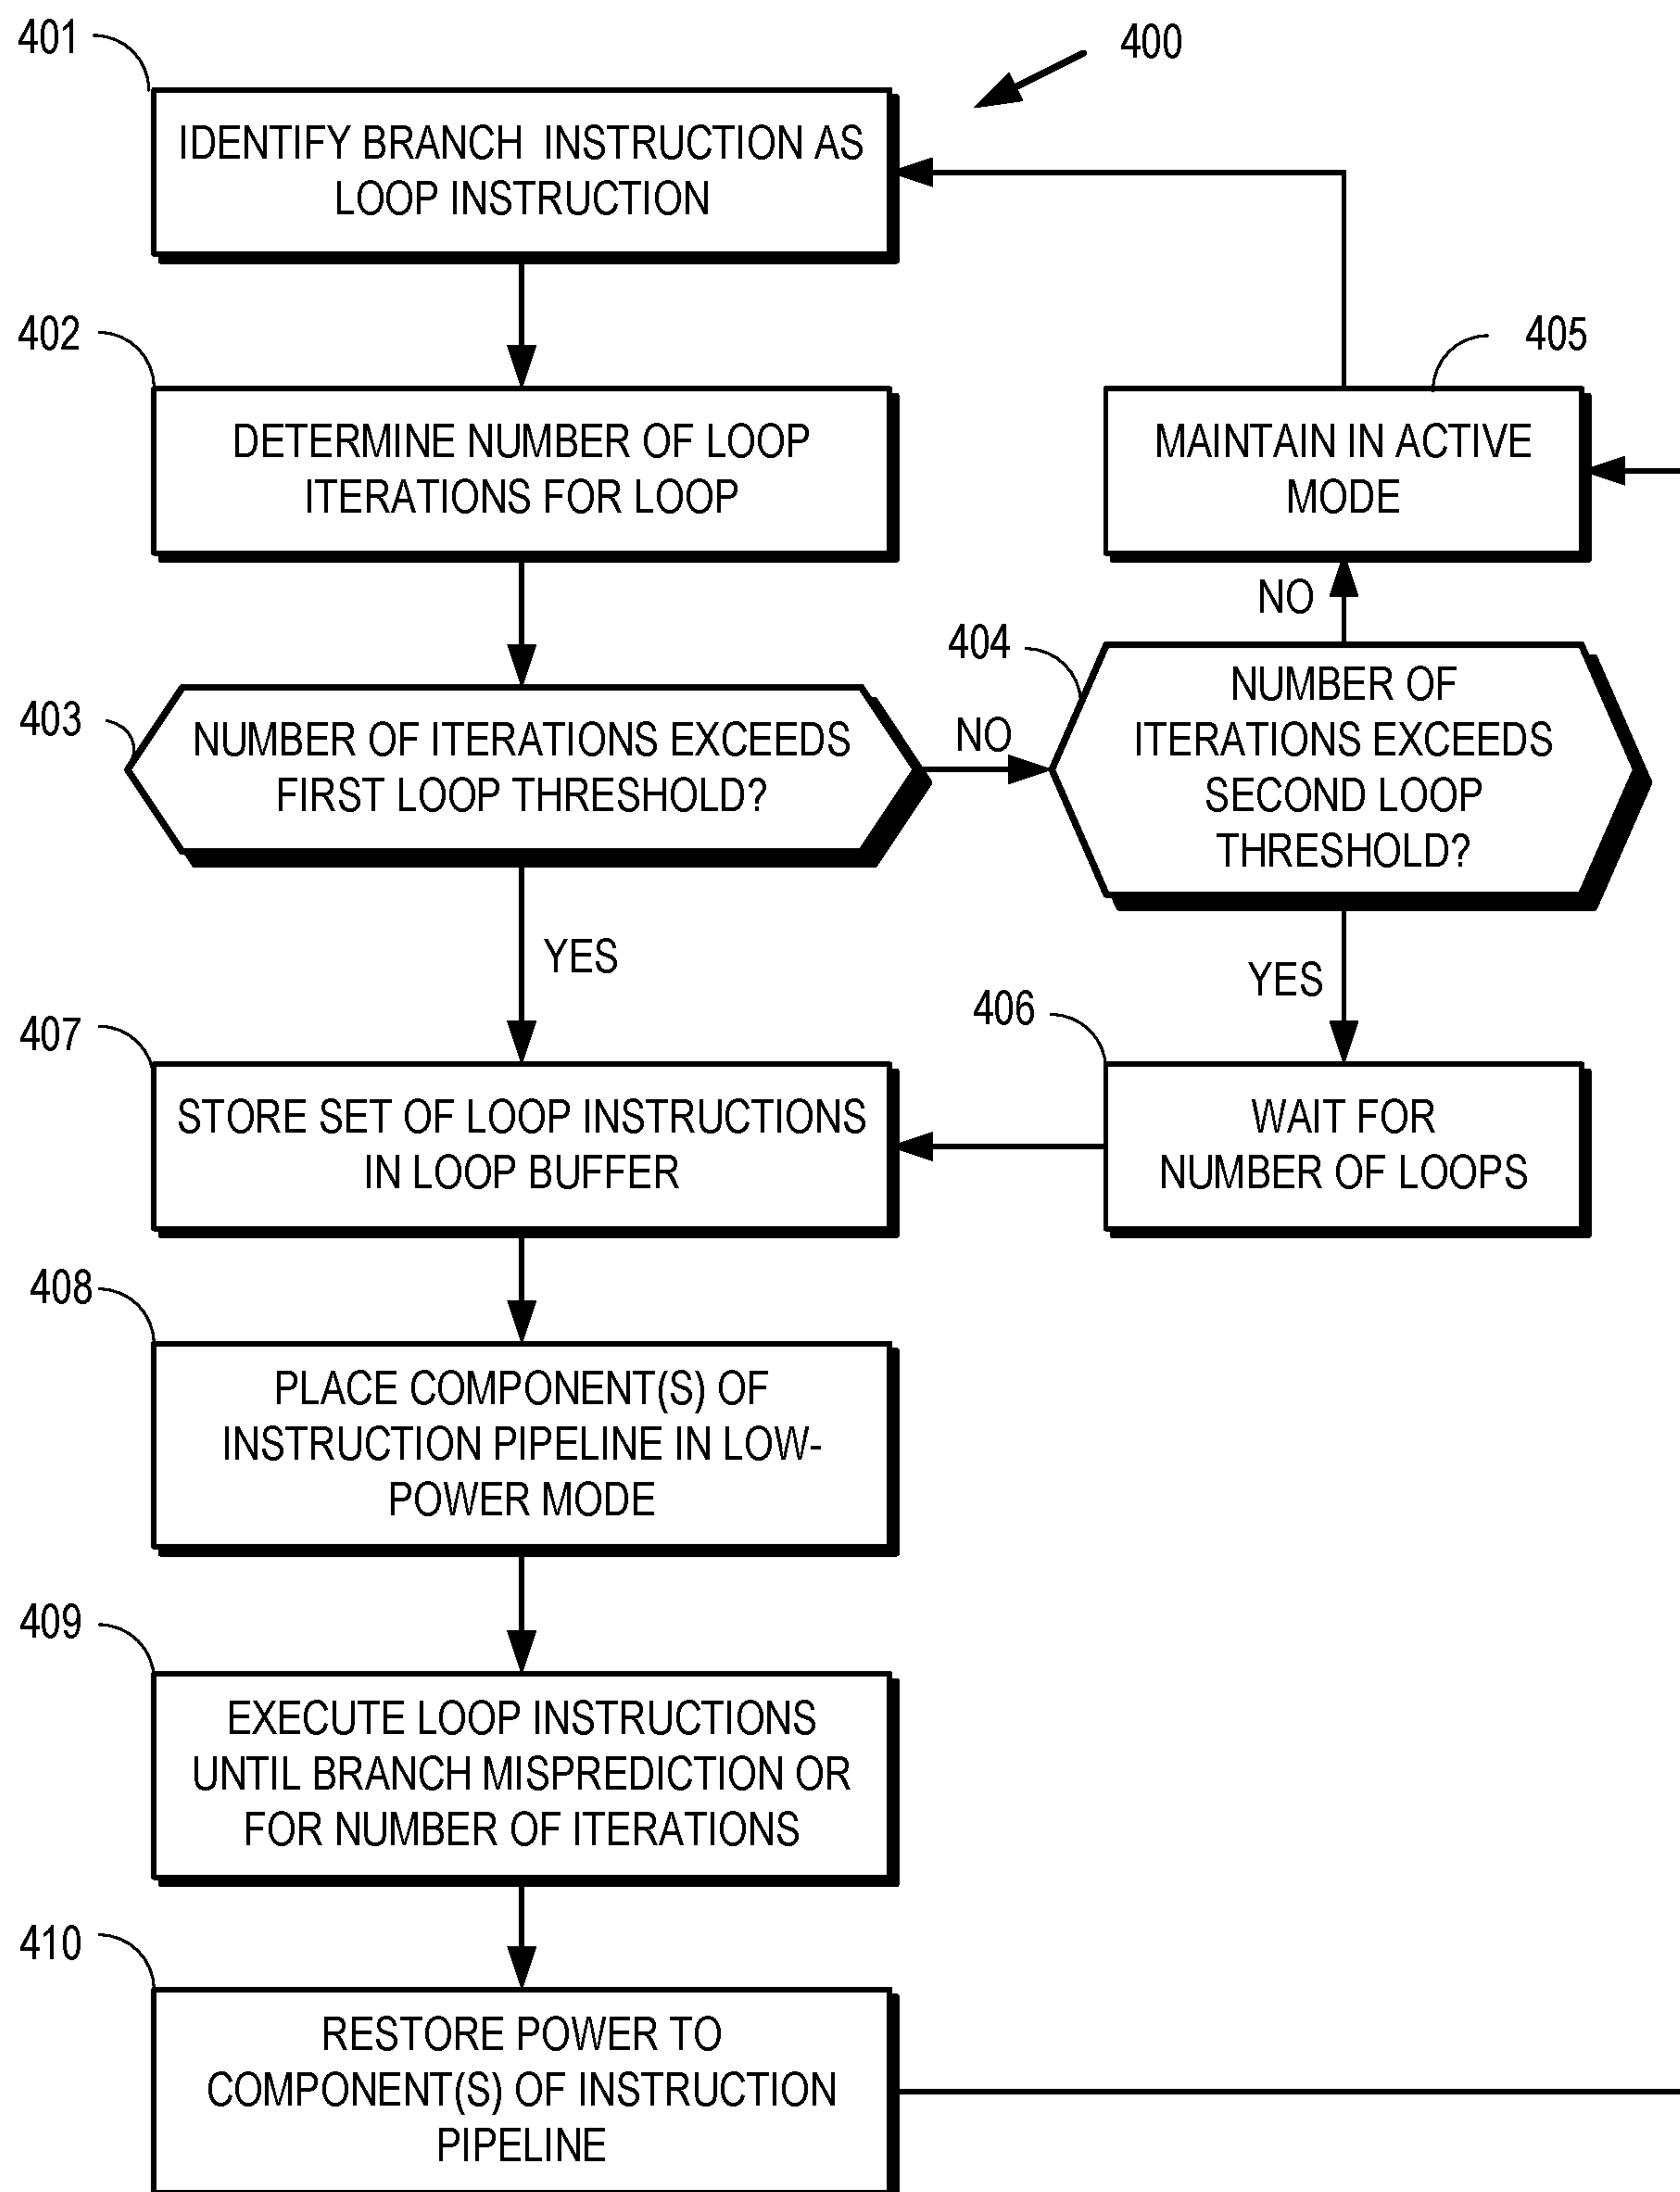 401
400
IDENTIFY BRANCH INSTRUCTION AS
LOOP INSTRUCTION
402
DETERMINE NUMBER OF LOOP
ITERATIONS FOR LOOP
405
MAINTAIN IN ACTIVE
MODE
NO
403
NUMBER OF ITERATIONS EXCEEDS
FIRST LOOP THRESHOLD?
NO
404
NUMBER OF
ITERATIONS EXCEEDS
SECOND LOOP
THRESHOLD?
YES
YES
406
WAIT FOR
NUMBER OF LOOPS
407
STORE SET OF LOOP INSTRUCTIONS
IN LOOP BUFFER
408
PLACE COMPONENT(S) OF
INSTRUCTION PIPELINE IN LOW-
POWER MODE
409
EXECUTE LOOP INSTRUCTIONS
UNTIL BRANCH MISPREDICTION OR
FOR NUMBER OF ITERATIONS
410
RESTORE POWER TO
COMPONENT(S) OF INSTRUCTION
PIPELINE